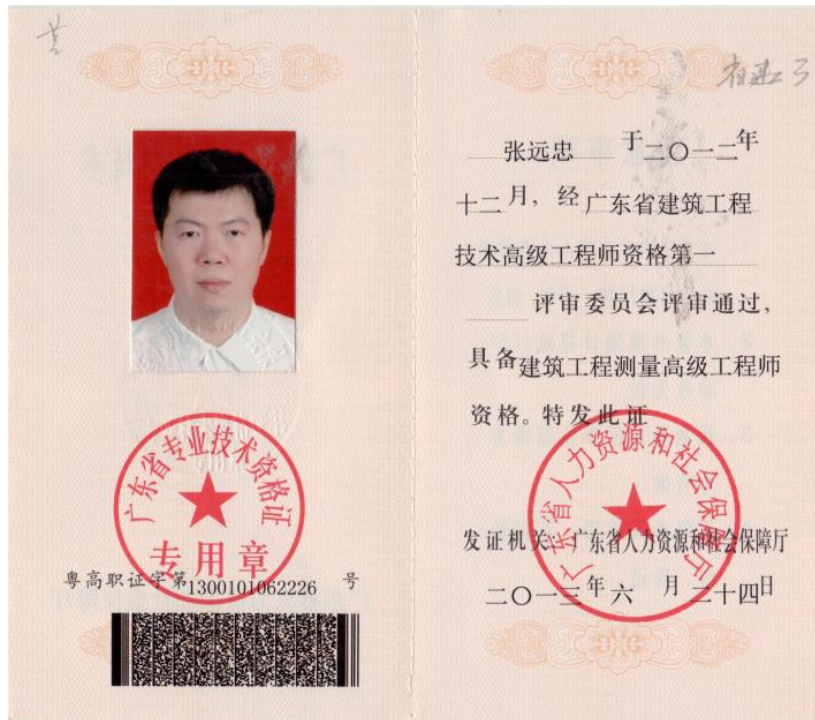 广东省专业技术资格证
专用章
粤高职证字第1300101062226 号
张远忠 于二〇一二年
十二月，经广东省建筑工程
技术高级工程师资格第一
评审委员会评审通过，
具备建筑工程测量高级工程师
资格。特发此证
广东省人力资源和社会保障厅
发证机关 广东省人力资源和社会保障厅
二〇一三年六月二十四日